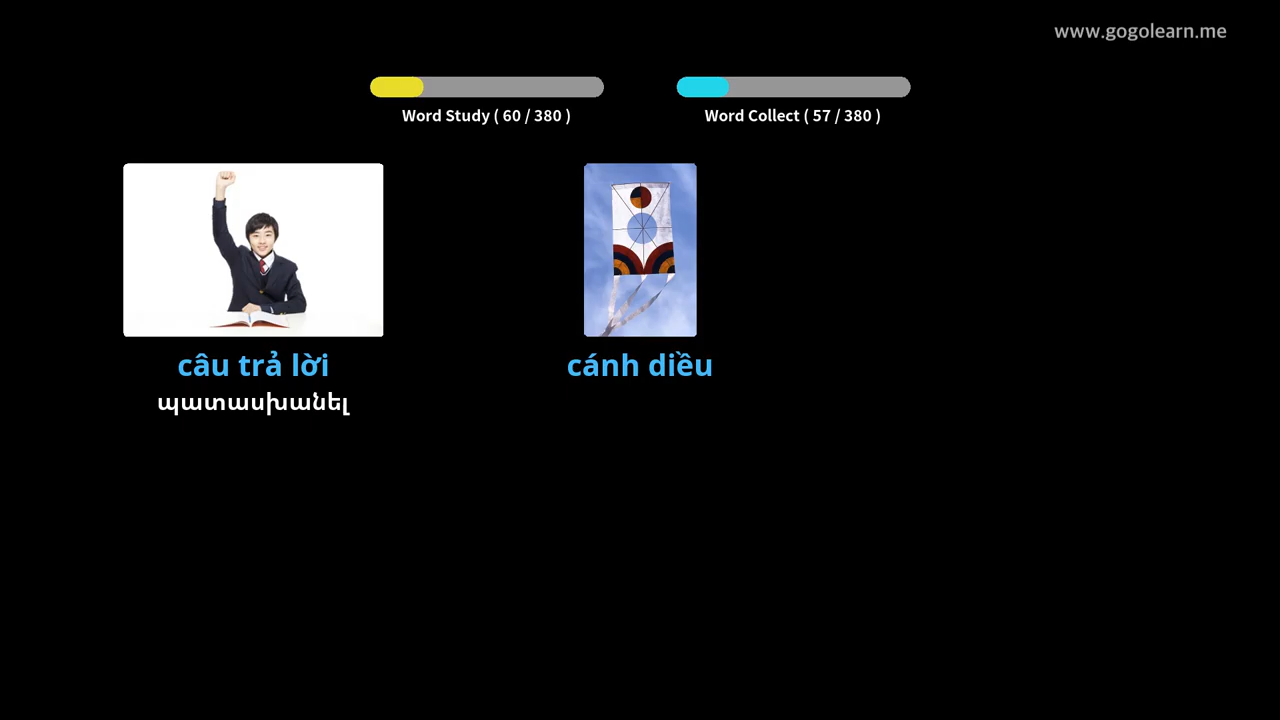 www.gogolearn.me
Word Study ( 60 / 380 )
Word Collect ( 57 / 380 )
câu trả lời
պատասխանել
cánh diều